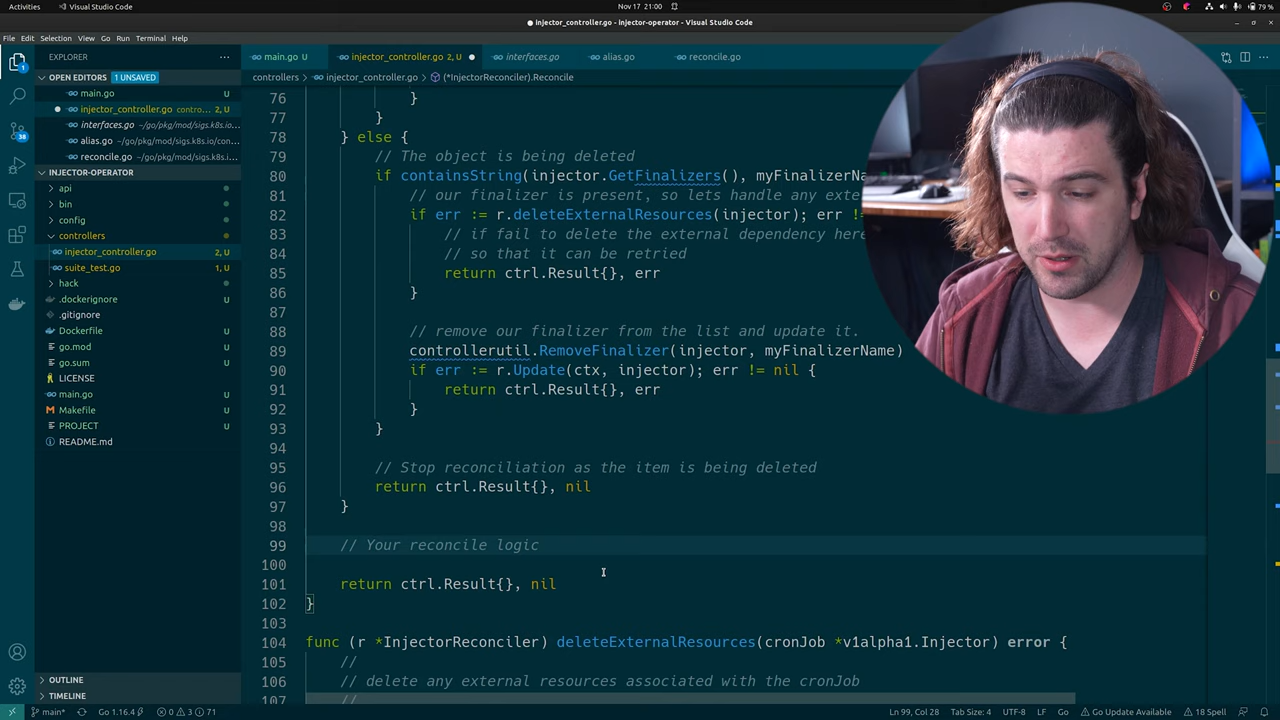 Activities
Visual Studio Code
Nov 17 21:00
79 %
injector_controller.go - injector-operator - Visual Studio Code
File Edit Selection View Go Run Terminal Help
EXPLORER
main.go U
injector_controller.go 2, U
interfaces.go
alias.go
reconcile.go
controllers > injector_controller.go > (*InjectorReconciler).Reconcile
OPEN EDITORS 1 UNSAVED
main.go U
injector_controller.go contro... 2, U
interfaces.go ~/go/pkg/mod/sigs.k8s.io...
alias.go ~/go/pkg/mod/sigs.k8s.io/con...
reconcile.go ~/go/pkg/mod/sigs.k8s.io...
INJECTOR-OPERATOR
api
bin
config
controllers
injector_controller.go 2, U
suite_test.go 1, U
hack
.dockerignore U
.gitignore U
Dockerfile U
go.mod U
go.sum U
LICENSE
main.go U
Makefile U
PROJECT U
README.md
OUTLINE
TIMELINE
76 }
77 }
78 } else {
79 // The object is being deleted
80 if containsString(injector.GetFinalizers(), myFinalizerNa
81 // our finalizer is present, so lets handle any exte
82 if err := r.deleteExternalResources(injector); err !
83 // if fail to delete the external dependency here
84 // so that it can be retried
85 return ctrl.Result{}, err
86 }
87
88 // remove our finalizer from the list and update it.
89 controllerutil.RemoveFinalizer(injector, myFinalizerName)
90 if err := r.Update(ctx, injector); err != nil {
91 return ctrl.Result{}, err
92 }
93 }
94
95 // Stop reconciliation as the item is being deleted
96 return ctrl.Result{}, nil
97 }
98
99 // Your reconcile logic
100
101 return ctrl.Result{}, nil
102 }
103
104 func (r *InjectorReconciler) deleteExternalResources(cronJob *v1alpha1.Injector) error {
105 //
106 // delete any external resources associated with the cronJob
107 //
main* Go 1.16.4 0 3 71
Ln 99, Col 28 Tab Size: 4 UTF-8 LF Go Go Update Available 18 Spell
1
38